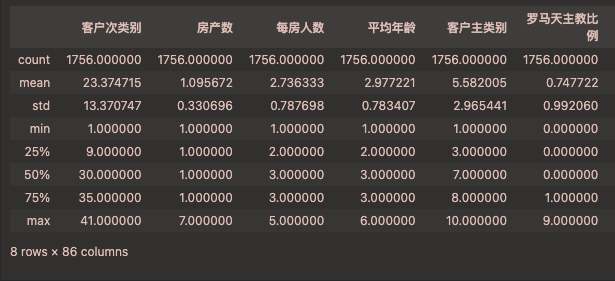 客户次类别 房产数 每房人数 平均年龄 客户主类别 罗马天主教比例
count 1756.000000 1756.000000 1756.000000 1756.000000 1756.000000 1756.000000
mean 23.374715 1.095672 2.736333 2.977221 5.582005 0.747722
std 13.370747 0.330696 0.787698 0.783407 2.965441 0.992060
min 1.000000 1.000000 1.000000 1.000000 1.000000 0.000000
25% 9.000000 1.000000 2.000000 2.000000 3.000000 0.000000
50% 30.000000 1.000000 3.000000 3.000000 7.000000 0.000000
75% 35.000000 1.000000 3.000000 3.000000 8.000000 1.000000
max 41.000000 7.000000 5.000000 6.000000 10.000000 9.000000
8 rows × 86 columns